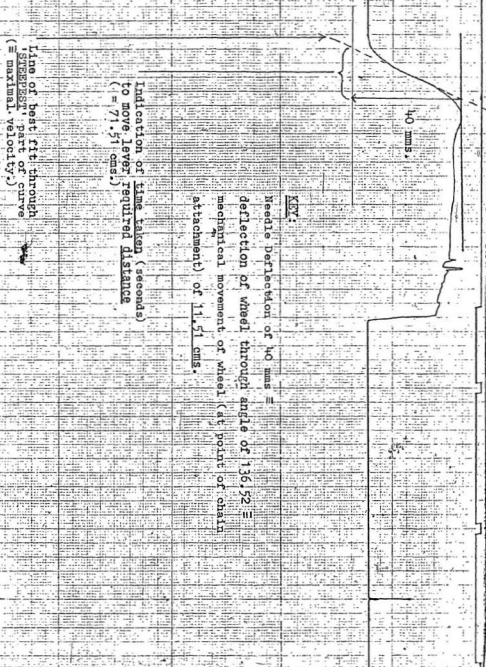 40 mms.
KEY:
Needle Deflection of 40 mms ≡
deflection of wheel through angle of 136.52 ≡
mechanical movement of wheel (at point of chain
attachment) of 11.51 cms.
Indication of time taken (seconds)
to move lever required distance
( = 71.51 cms.)
Line of best fit through
'STEEPEST' part of curve
(= maximal velocity.)